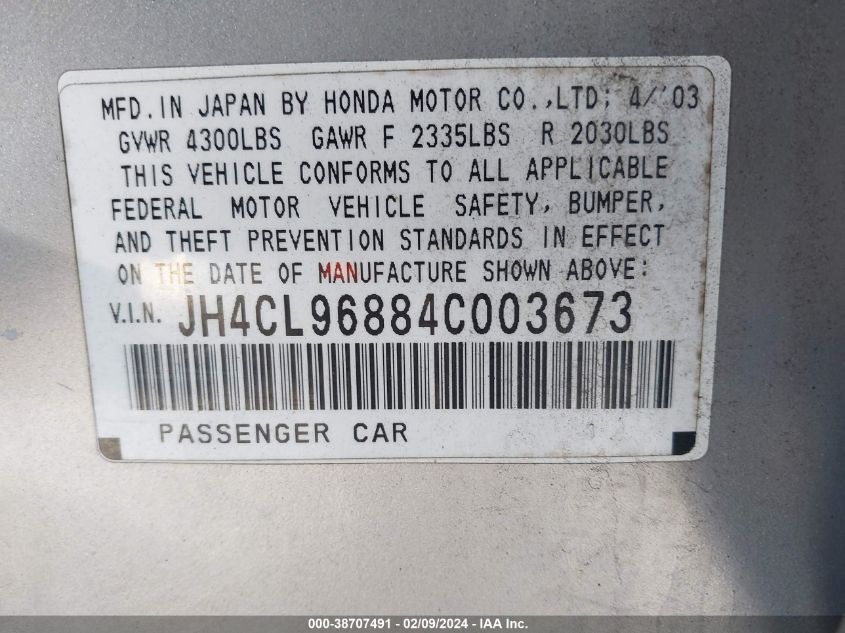 MFD.IN JAPAN BY HONDA MOTOR CO.,LTD; 4/'03
GVWR 4300LBS GAWR F 2335LBS R 2030LBS
THIS VEHICLE CONFORMS TO ALL APPLICABLE
FEDERAL MOTOR VEHICLE SAFETY, BUMPER,
AND THEFT PREVENTION STANDARDS IN EFFECT
ON THE DATE OF MANUFACTURE SHOWN ABOVE:
V.I.N. JH4CL96884C003673
PASSENGER CAR
000-38707491 - 02/09/2024 - IAA Inc.